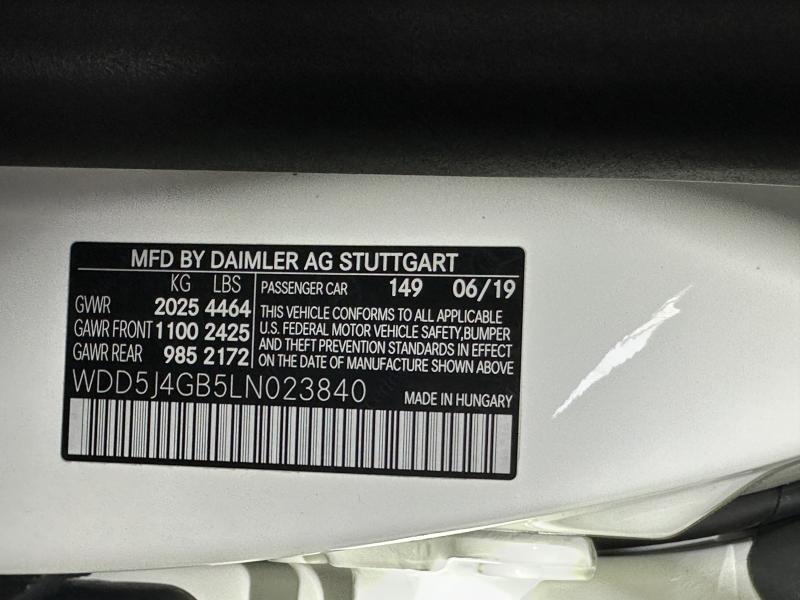 MFD BY DAIMLER AG STUTTGART
KG LBS
GVWR 2025 4464
GAWR FRONT 1100 2425
GAWR REAR 985 2172
PASSENGER CAR 149 06/19
THIS VEHICLE CONFORMS TO ALL APPLICABLE
U.S. FEDERAL MOTOR VEHICLE SAFETY,BUMPER
AND THEFT PREVENTION STANDARDS IN EFFECT
ON THE DATE OF MANUFACTURE SHOWN ABOVE
WDD5J4GB5LN023840
MADE IN HUNGARY